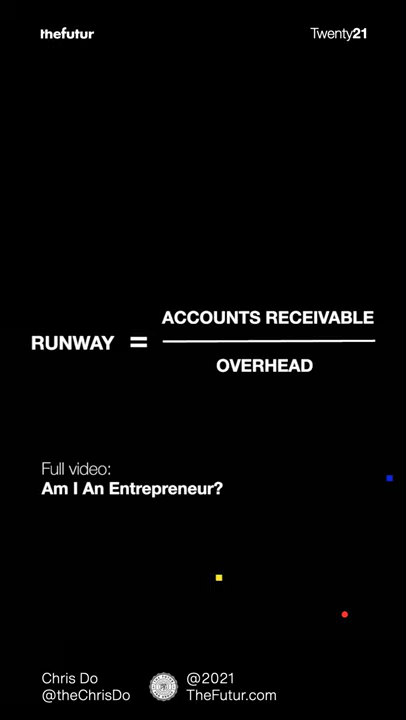 thefutur
Twenty21
ACCOUNTS RECEIVABLE
RUNWAY =
OVERHEAD
Full video:
Am I An Entrepreneur?
Chris Do
@theChrisDo
@2021
TheFutur.com